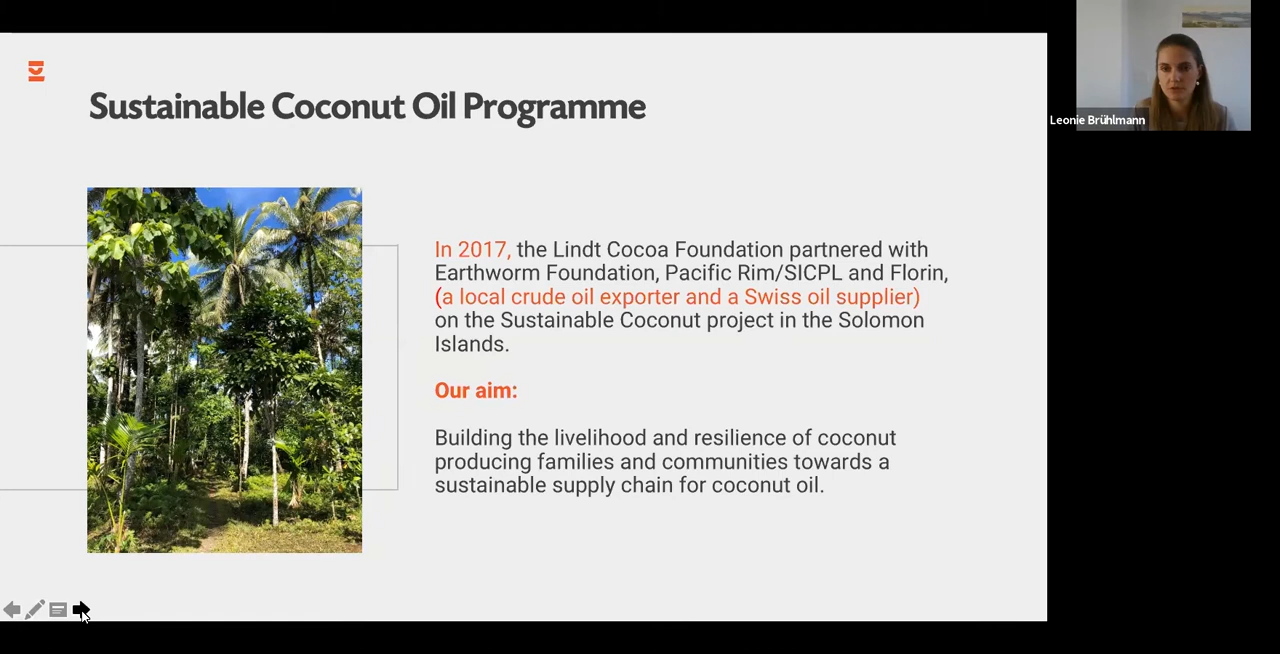 Sustainable Coconut Oil Programme
Leonie Brühlmann
In 2017, the Lindt Cocoa Foundation partnered with
Earthworm Foundation, Pacific Rim/SICPL and Florin,
(a local crude oil exporter and a Swiss oil supplier)
on the Sustainable Coconut project in the Solomon
Islands.
Our aim:
Building the livelihood and resilience of coconut
producing families and communities towards a
sustainable supply chain for coconut oil.